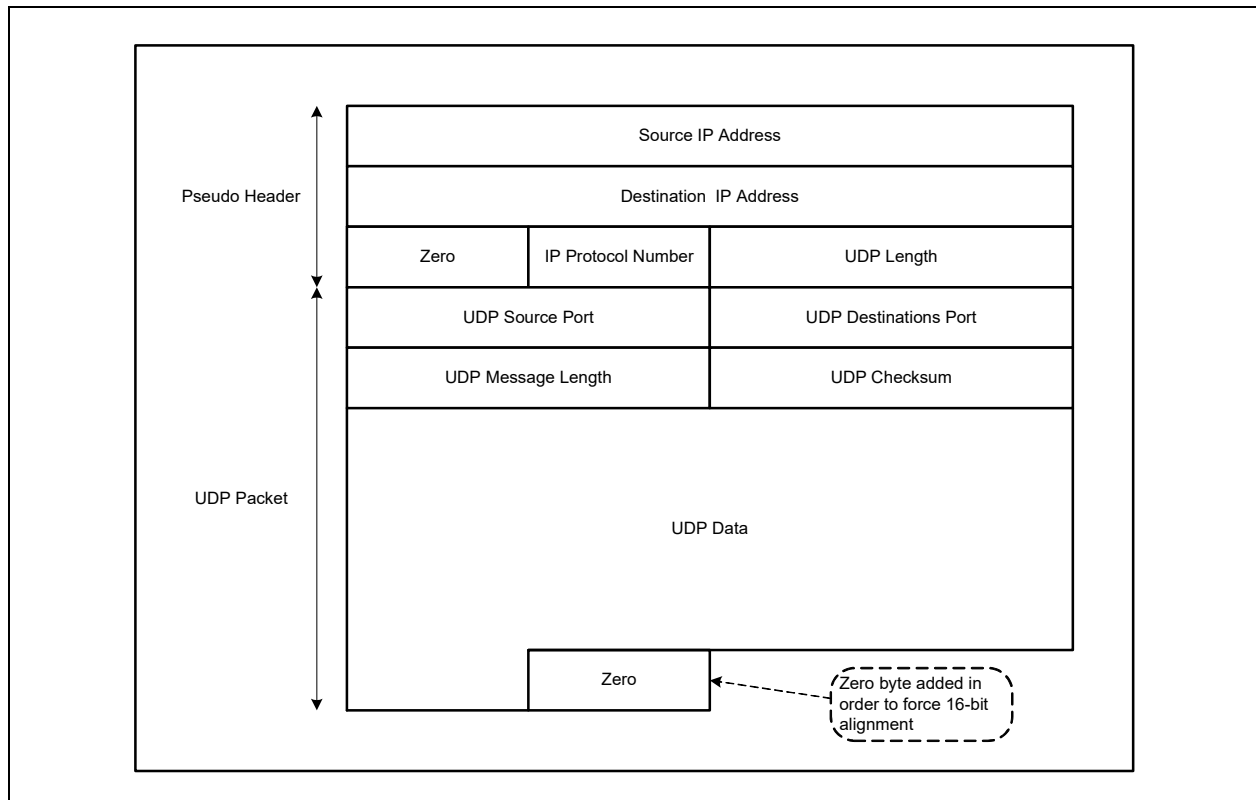 Source IP Address
Pseudo Header
Destination IP Address
Zero
IP Protocol Number
UDP Length
UDP Source Port
UDP Destinations Port
UDP Message Length
UDP Checksum
UDP Packet
UDP Data
Zero
Zero byte added in
order to force 16-bit
alignment